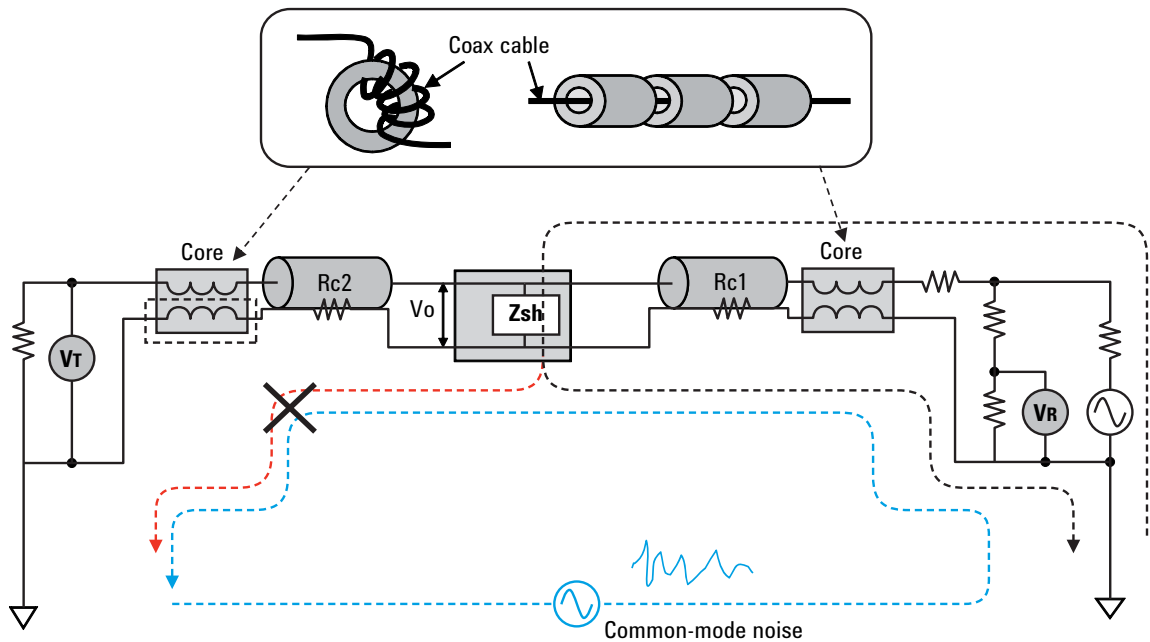 Coax cable
Core
Core
Rc2
Rc1
Vo
Zsh
VT
VR
Common-mode noise